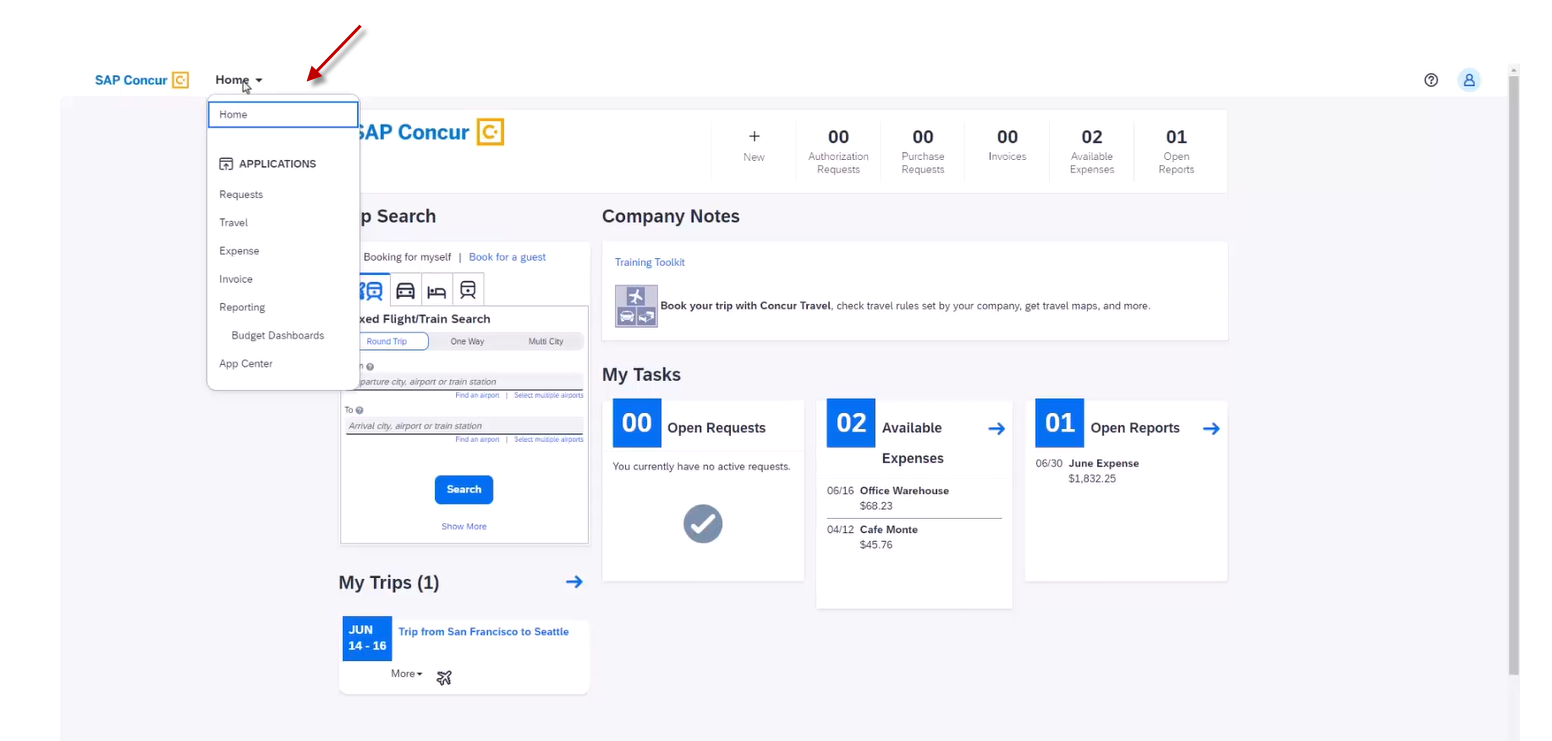 SAP Concur
Home
Home
APPLICATIONS
Requests
Travel
Expense
Invoice
Reporting
Budget Dashboards
App Center
SAP Concur
+
New
00
Authorization
Requests
00
Purchase
Requests
00
Invoices
02
Available
Expenses
01
Open
Reports
p Search
Booking for myself | Book for a guest
xed Flight/Train Search
Round Trip
One Way
Multi City
parture city, airport or train station
Find an airport | Select multiple airports
To
Arrival city, airport or train station
Find an airport | Select multiple airports
Search
Show More
My Trips (1)
JUN
14 - 16
Trip from San Francisco to Seattle
More
Company Notes
Training Toolkit
Book your trip with Concur Travel, check travel rules set by your company, get travel maps, and more.
My Tasks
00
Open Requests
You currently have no active requests.
02
Available
Expenses
06/16 Office Warehouse
$68.23
04/12 Cafe Monte
$45.76
01
Open Reports
06/30 June Expense
$1,832.25